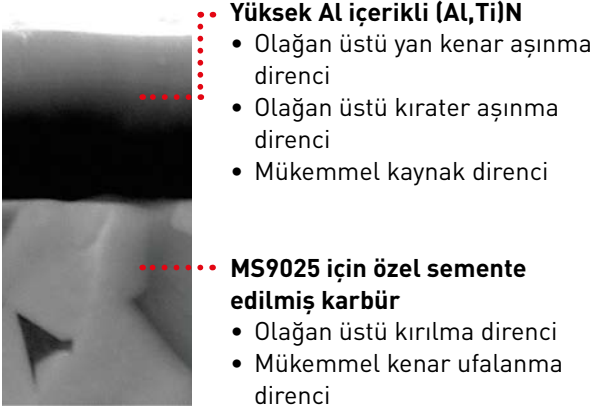 Yüksek Al içerikli (Al,Ti)N
• Olağan üstü yan kenar aşınma
direnci
• Olağan üstü kırater aşınma
direnci
• Mükemmel kaynak direnci
MS9025 için özel semente
edilmiş karbür
• Olağan üstü kırılma direnci
• Mükemmel kenar ufalanma
direnci